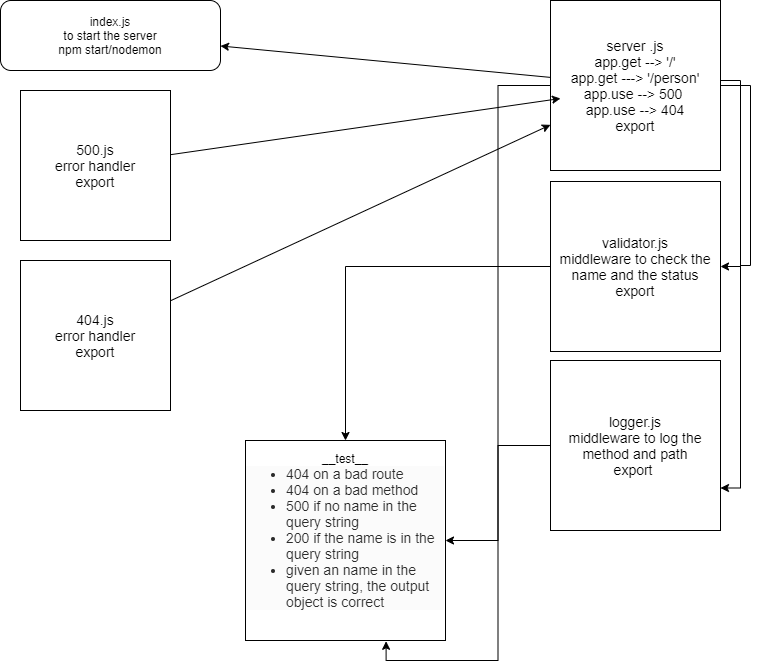 index.js
to start the server
npm start/nodemon
server .js
app.get --> '/'
app.get ---> '/person'
app.use --> 500
app.use --> 404
export
500.js
error handler
export
validator.js
middleware to check the
name and the status
export
404.js
error handler
export
logger.js
middleware to log the
method and path
export
__test__
• 404 on a bad route
• 404 on a bad method
• 500 if no name in the
query string
• 200 if the name is in the
query string
• given an name in the
query string, the output
object is correct